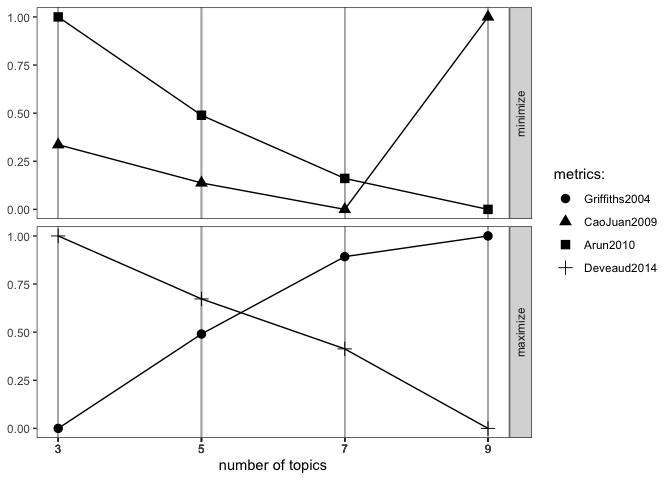 1.00
0.75
0.50
0.25
0.00
minimize
1.00
0.75
0.50
0.25
0.00
maximize
3 5 7 9
number of topics
metrics:
Griffiths2004
CaoJuan2009
Arun2010
Deveaud2014